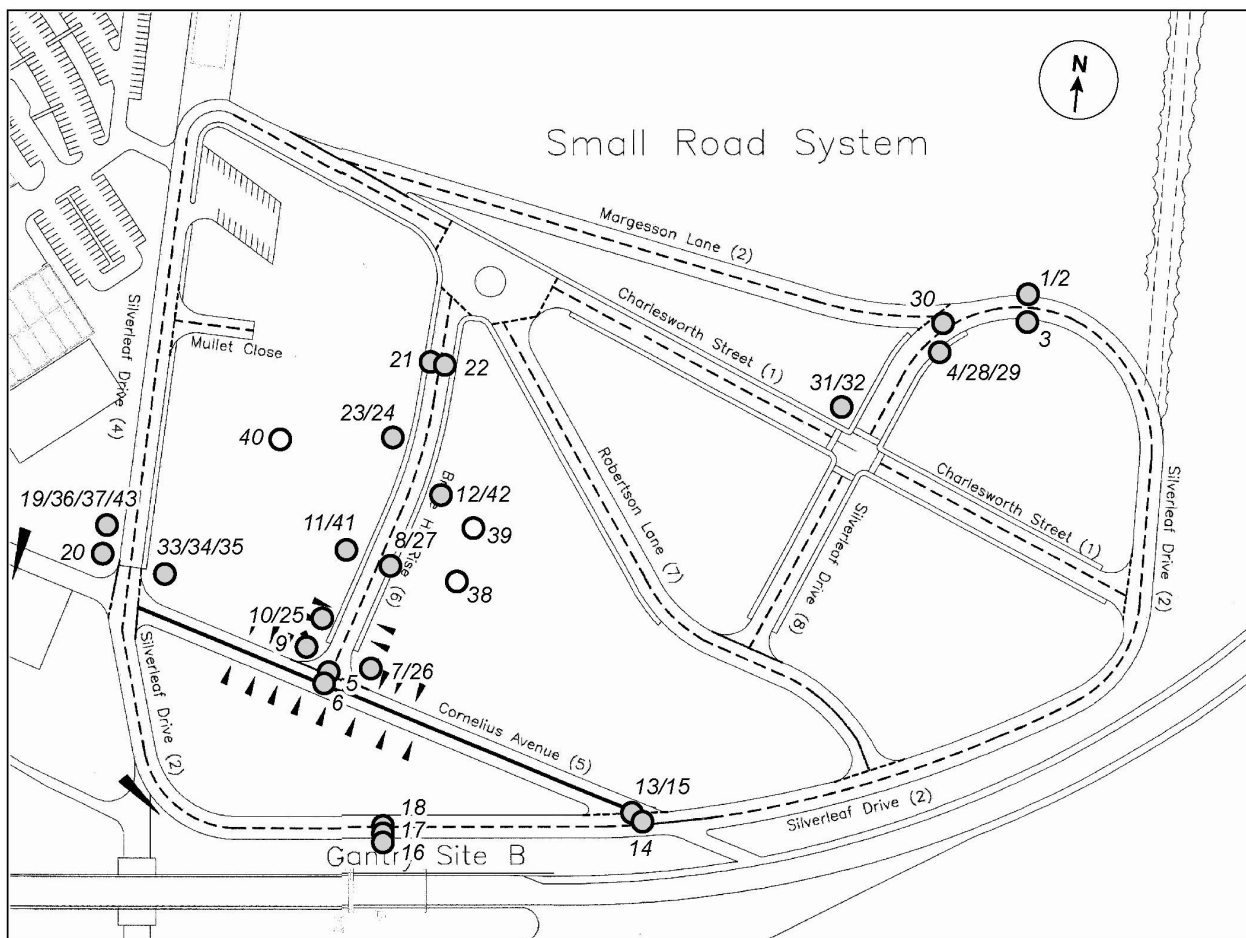 N
Small Road System
Margesson Lane (2)
1/2
30
3
Charlesworth Street (1)
4/28/29
Silverleaf Drive (4)
Mullet Close
21
22
31/32
23/24
40
Robertson Lane (7)
Charlesworth Street (1)
Silverleaf Drive (2)
12/42
19/36/37/43
11/41
8/27
39
Rise (6)
Silverleaf Drive (8)
20
33/34/35
38
10/25
9
7/26
5
6
Silverleaf Drive (2)
Cornelius Avenue (5)
13/15
18
17
14
Silverleaf Drive (2)
16
Site B